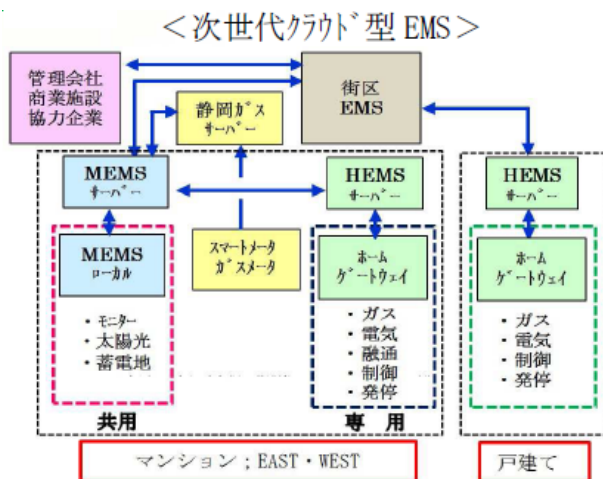 <次世代クラウド型 EMS>
管理会社
商業施設
協力企業
静岡ガス
サーバー
街区
EMS
MEMS
サーバー
HEMS
サーバー
HEMS
サーバー
MEMS
ローカル
スマートメータ
ガスメータ
ホーム
ゲートウェイ
ホーム
ゲートウェイ
・モニター
・太陽光
・蓄電地
・ガス
・電気
・融通
・制御
・発停
・ガス
・電気
・制御
・発停
共用
専 用
マンション;EAST・WEST
戸建て